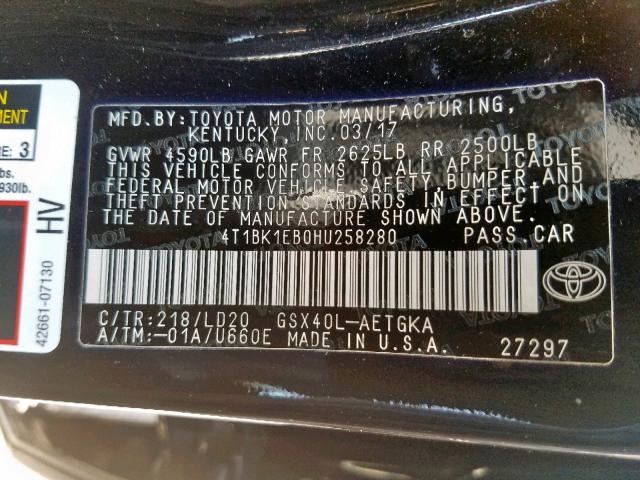 MFD.BY:TOYOTA MOTOR MANUFACTURING,
KENTUCKY,INC.03/17
GVWR 4590LB GAWR FR 2625LB RR 2500LB
THIS VEHICLE CONFORMS TO ALL APPLICABLE
FEDERAL MOTOR VEHICLE SAFETY,BUMPER AND
THEFT PREVENTION STANDARDS IN EFFECT ON
THE DATE OF MANUFACTURE SHOWN ABOVE.
4T1BK1EB0HU258280 PASS.CAR
C/TR:218/LD20 GSX40L-AETGKA
A/TM:-01A/U660E MADE IN U.S.A. 27297
3
930lb.
HV
42661-07130